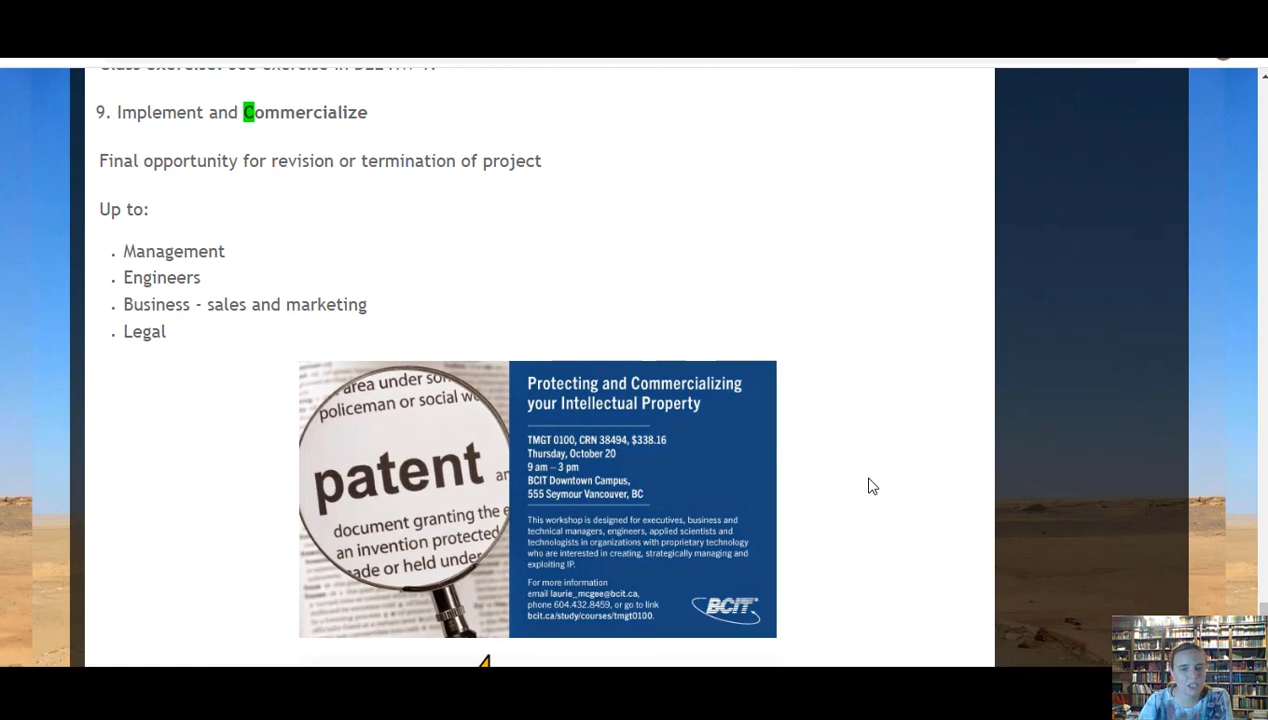 9. Implement and Commercialize
Final opportunity for revision or termination of project
Up to:
. Management
. Engineers
. Business - sales and marketing
. Legal
area under
policeman or social
patent
document granting the
an invention protected
made or held under
Protecting and Commercializing
your Intellectual Property
TMGT 0100, CRN 38494, $338.16
Thursday, October 20
9 am – 3 pm
BCIT Downtown Campus,
555 Seymour Vancouver, BC
This workshop is designed for executives, business and
technical managers, engineers, applied scientists and
technologists in organizations with proprietary technology
who are interested in creating, strategically managing and
exploiting IP.
For more information
email laurie_mcgee@bcit.ca,
phone 604.432.8459, or go to link
bcit.ca/study/courses/tmgt0100.
BCIT